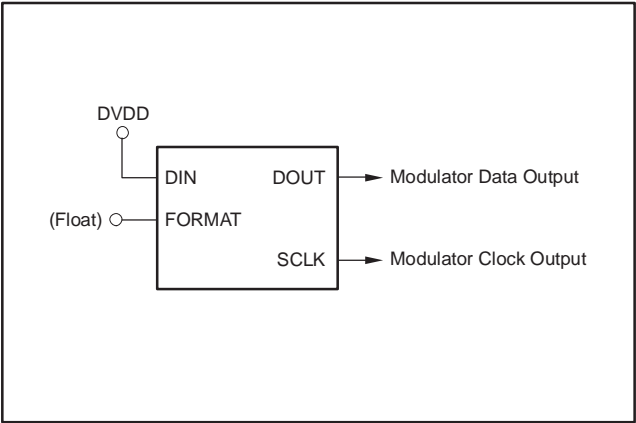 DVDD
DIN DOUT Modulator Data Output
(Float) FORMAT
SCLK Modulator Clock Output